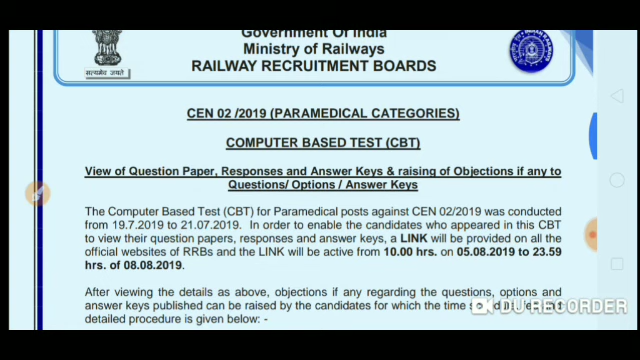 Government Of India
Ministry of Railways
RAILWAY RECRUITMENT BOARDS
सत्यमेव जयते
CEN 02 /2019 (PARAMEDICAL CATEGORIES)
COMPUTER BASED TEST (CBT)
View of Question Paper, Responses and Answer Keys & raising of Objections if any to
Questions/ Options / Answer Keys
The Computer Based Test (CBT) for Paramedical posts against CEN 02/2019 was conducted
from 19.7.2019 to 21.07.2019. In order to enable the candidates who appeared in this CBT
to view their question papers, responses and answer keys, a LINK will be provided on all the
official websites of RRBs and the LINK will be active from 10.00 hrs. on 05.08.2019 to 23.59
hrs. of 08.08.2019.
After viewing the details as above, objections if any regarding the questions, options and
answer keys published can be raised by the candidates for which the time
detailed procedure is given below: -
DU RECORDER